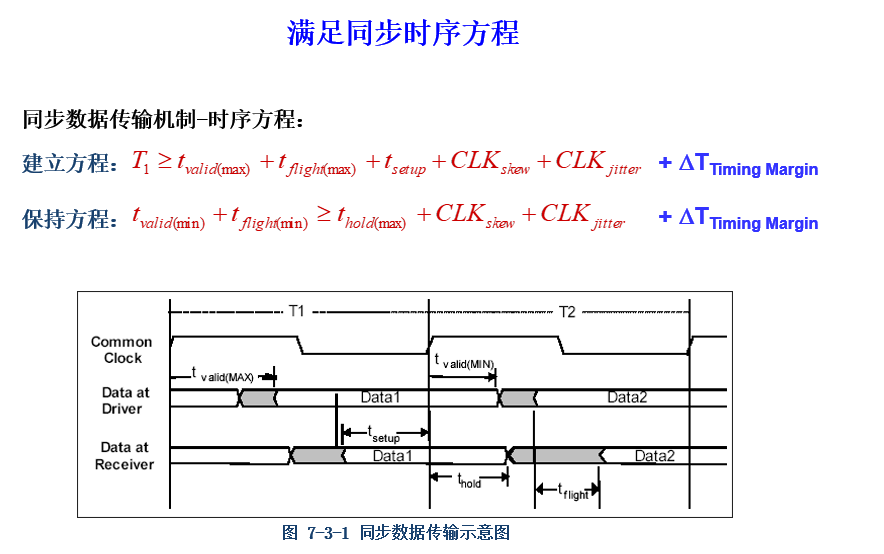 满足同步时序方程
同步数据传输机制-时序方程：
建立方程：T1 ≥ tvalid(max) + tflight(max) + tsetup + CLKskew + CLKjitter + ΔTTiming Margin
保持方程：tvalid(min) + tflight(min) ≥ thold(max) + CLKskew + CLKjitter + ΔTTiming Margin
T1 T2
Common
Clock
tvalid(MAX) tvalid(MIN)
Data at
Driver
Data1 Data2
tsetup
Data at
Receiver
Data1 Data2
thold tflight
图 7-3-1 同步数据传输示意图